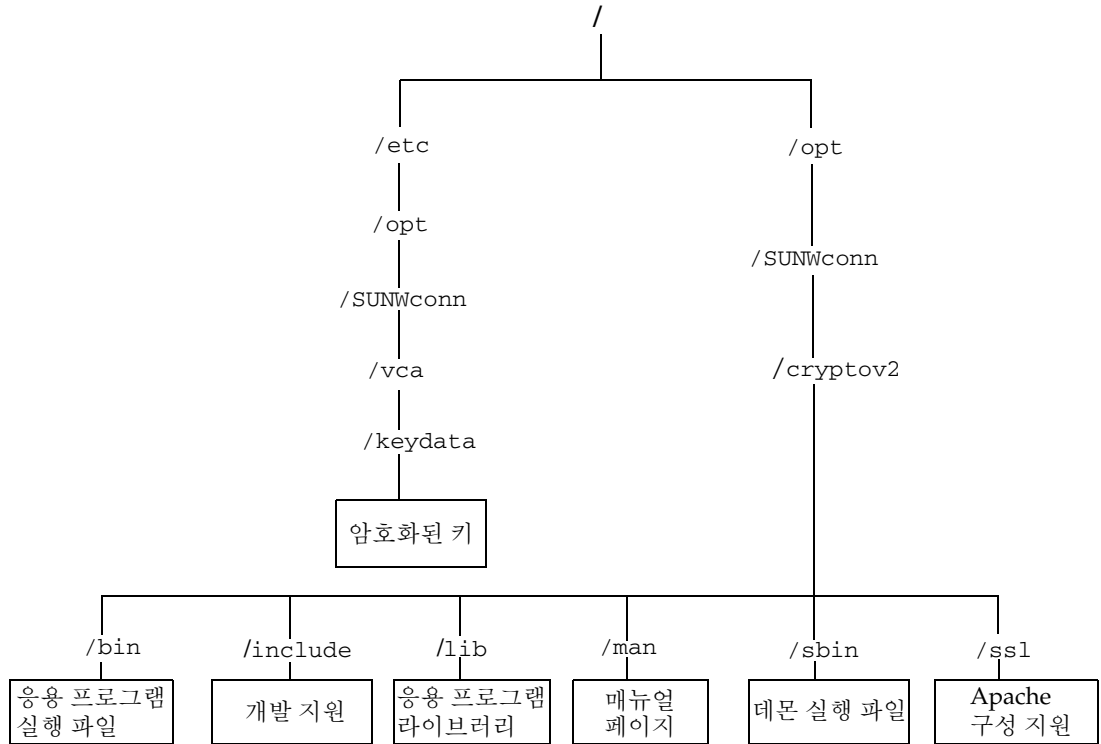 /
/etc
/opt
/opt
/SUNWconn
/SUNWconn
/vca
/cryptov2
/keydata
암호화된 키
/bin
/include
/lib
/man
/sbin
/ssl
응용 프로그램
실행 파일
개발 지원
응용 프로그램
라이브러리
매뉴얼
페이지
데몬 실행 파일
Apache
구성 지원